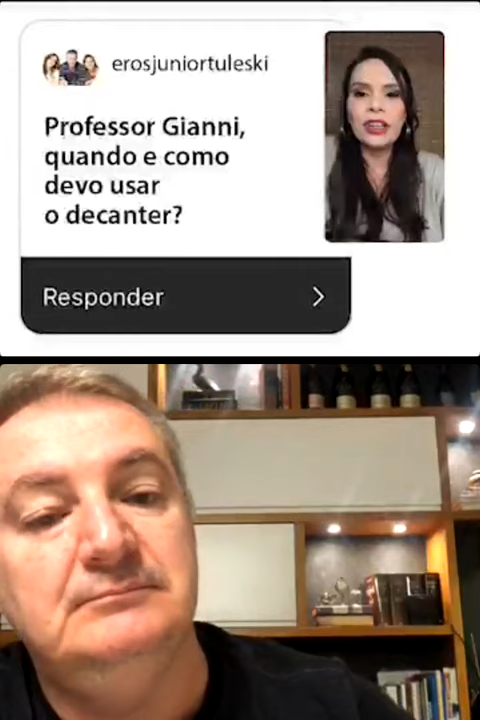 erosjuniortuleski
Professor Gianni,
quando e como
devo usar
o decanter?
Responder